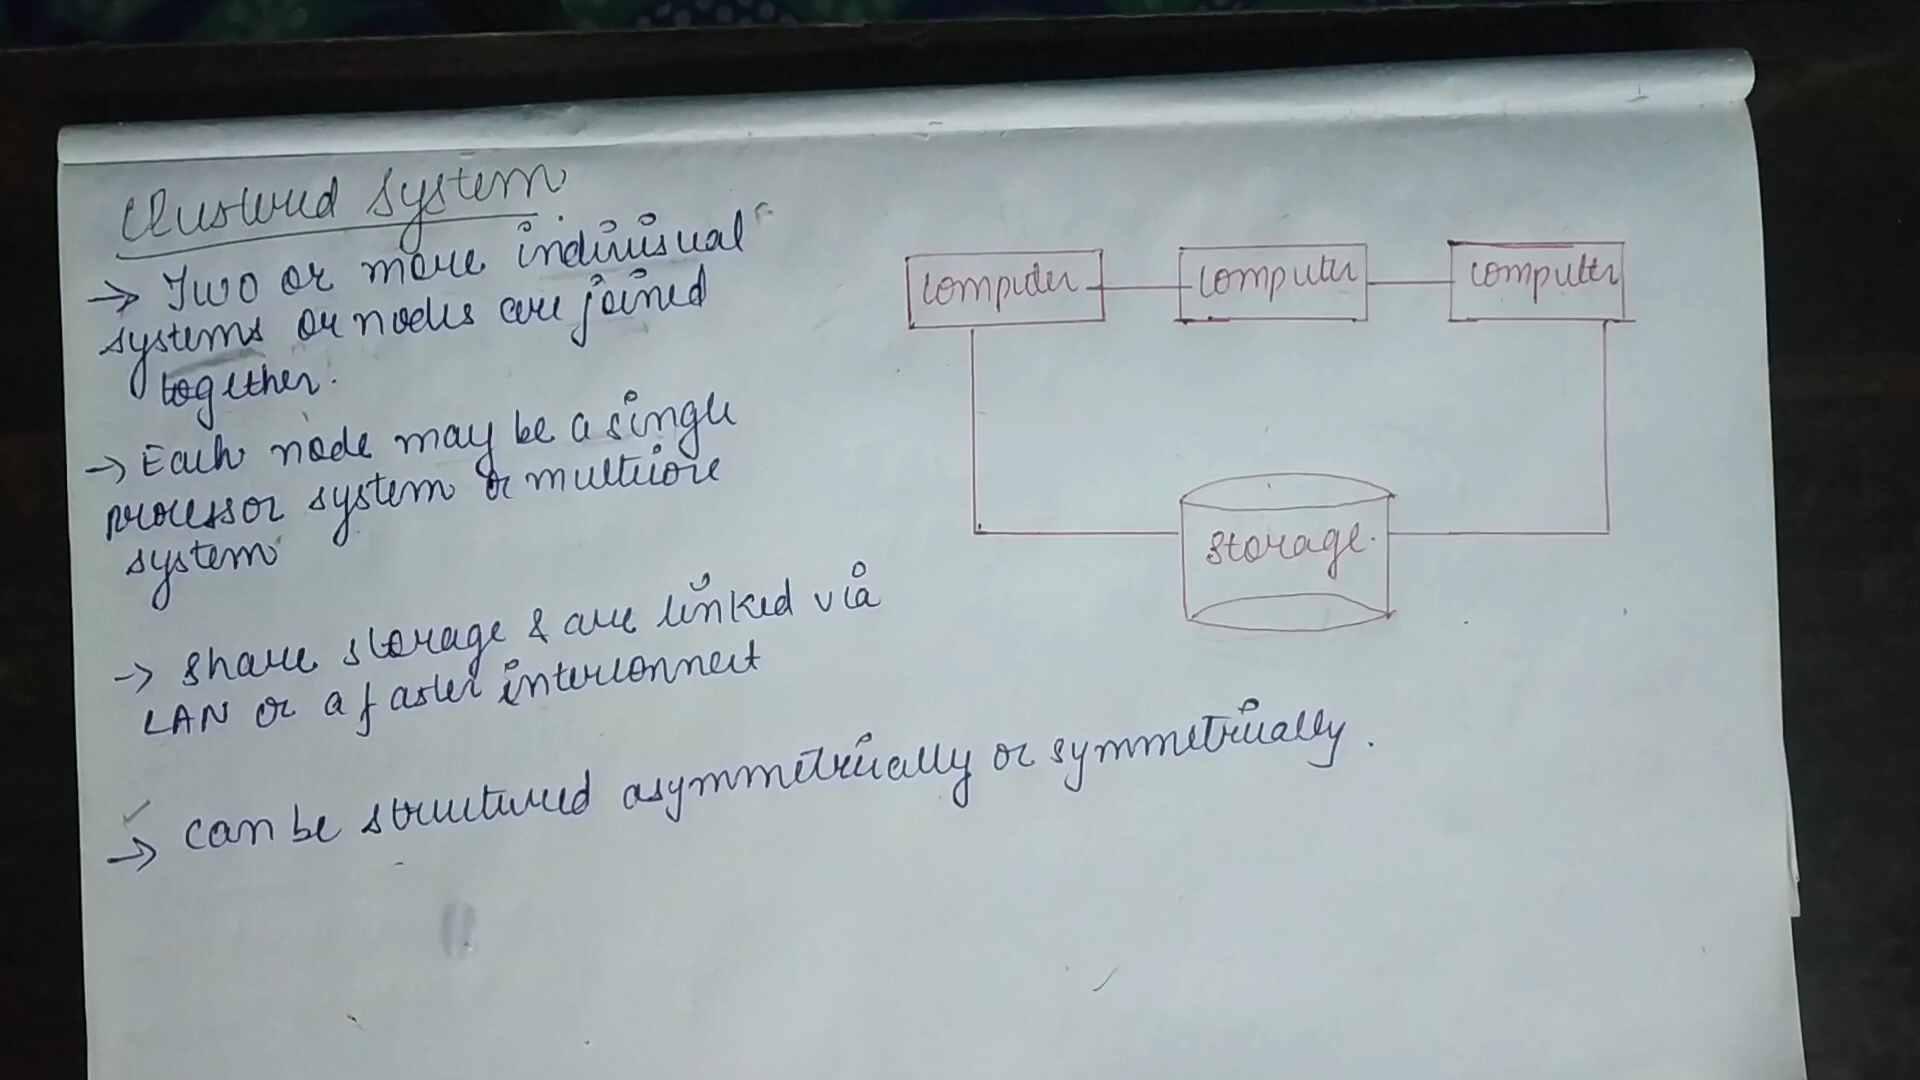 Clustered System
→ Two or more indivisual
systems or nodes are joined
together.
→ Each node may be a single
processor system or multicore
system
→ share storage & are linked via
LAN or a faster interconnect
→ can be structured asymmetrically or symmetrically.
computer computer computer
storage.